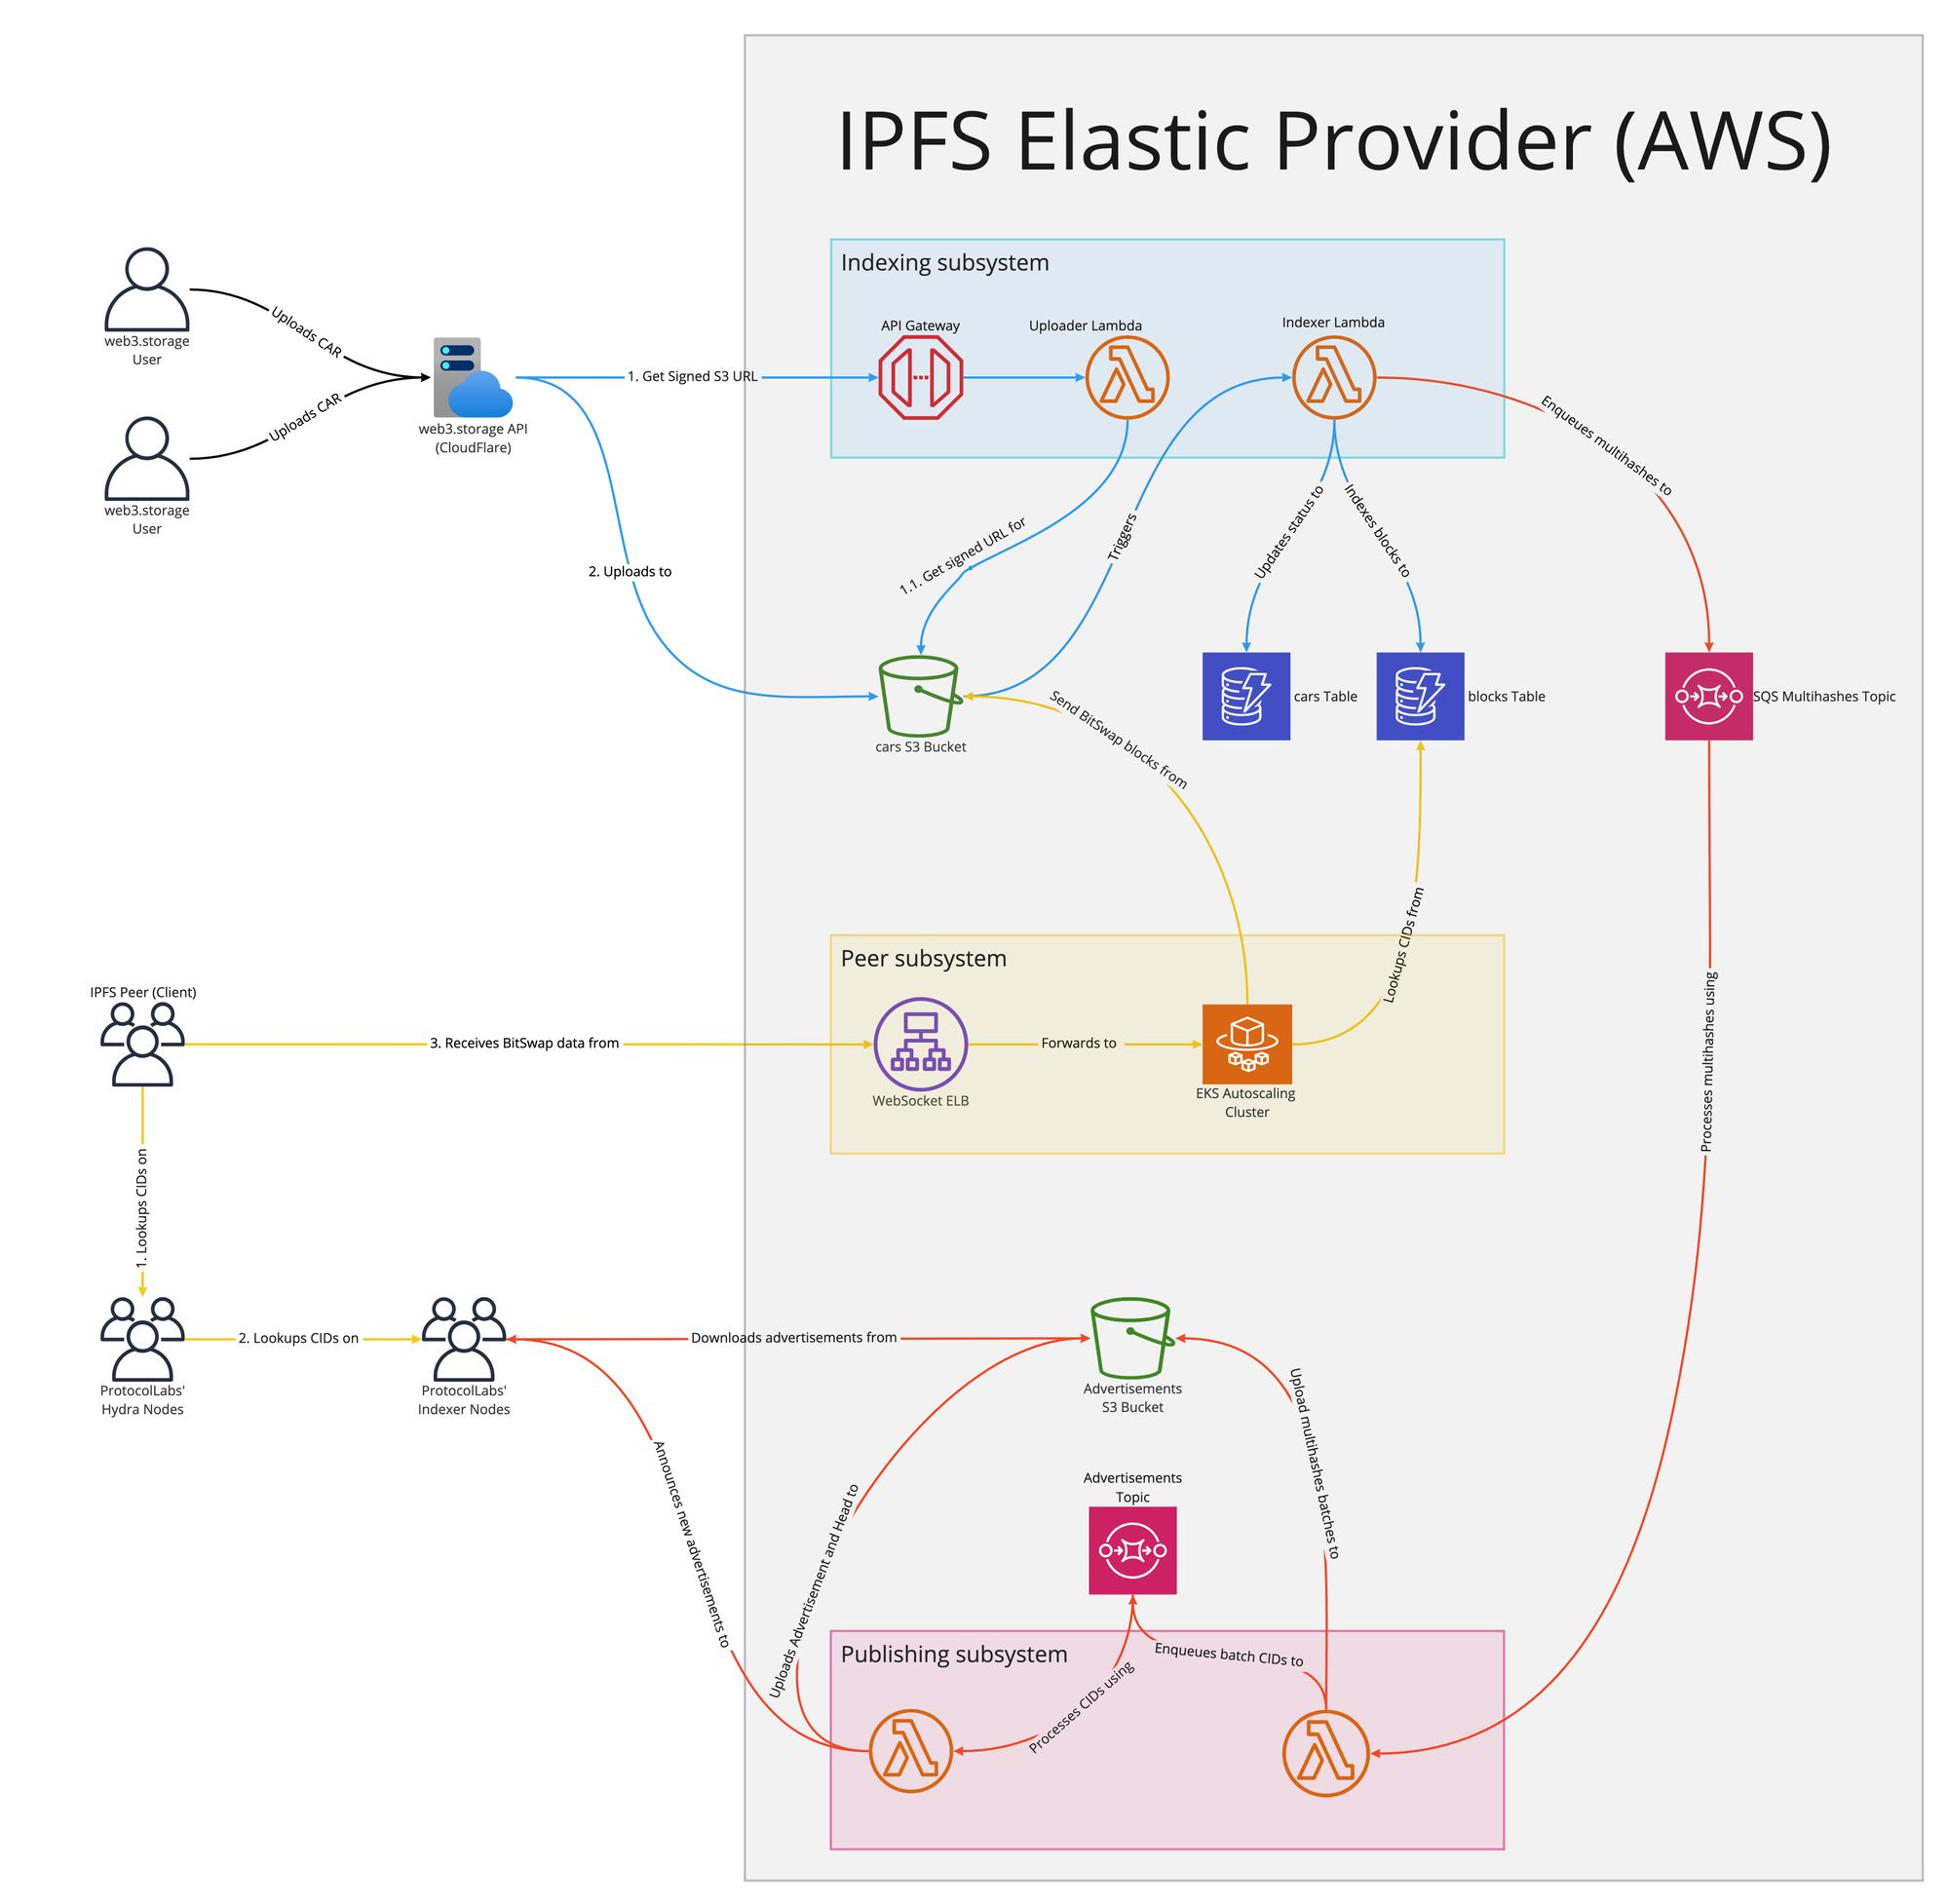 IPFS Elastic Provider (AWS)
Indexing subsystem
API Gateway
Uploader Lambda
Indexer Lambda
web3.storage
User
Uploads CAR
web3.storage
User
Uploads CAR
web3.storage API
(CloudFlare)
1. Get Signed S3 URL
2. Uploads to
1.1. Get signed URL for
Triggers
Updates status to
Indexes blocks to
Enqueues multihashes to
cars S3 Bucket
cars Table
blocks Table
SQS Multihashes Topic
Send BitSwap blocks from
Lookups CIDs from
Processes multihashes using
Peer subsystem
IPFS Peer (Client)
3. Receives BitSwap data from
WebSocket ELB
Forwards to
EKS Autoscaling
Cluster
1. Lookups CIDs on
ProtocolLabs'
Hydra Nodes
2. Lookups CIDs on
ProtocolLabs'
Indexer Nodes
Downloads advertisements from
Advertisements
S3 Bucket
Announces new advertisements to
Uploads Advertisement and Head to
Upload multihashes batches to
Advertisements
Topic
Publishing subsystem
Enqueues batch CIDs to
Processes CIDs using